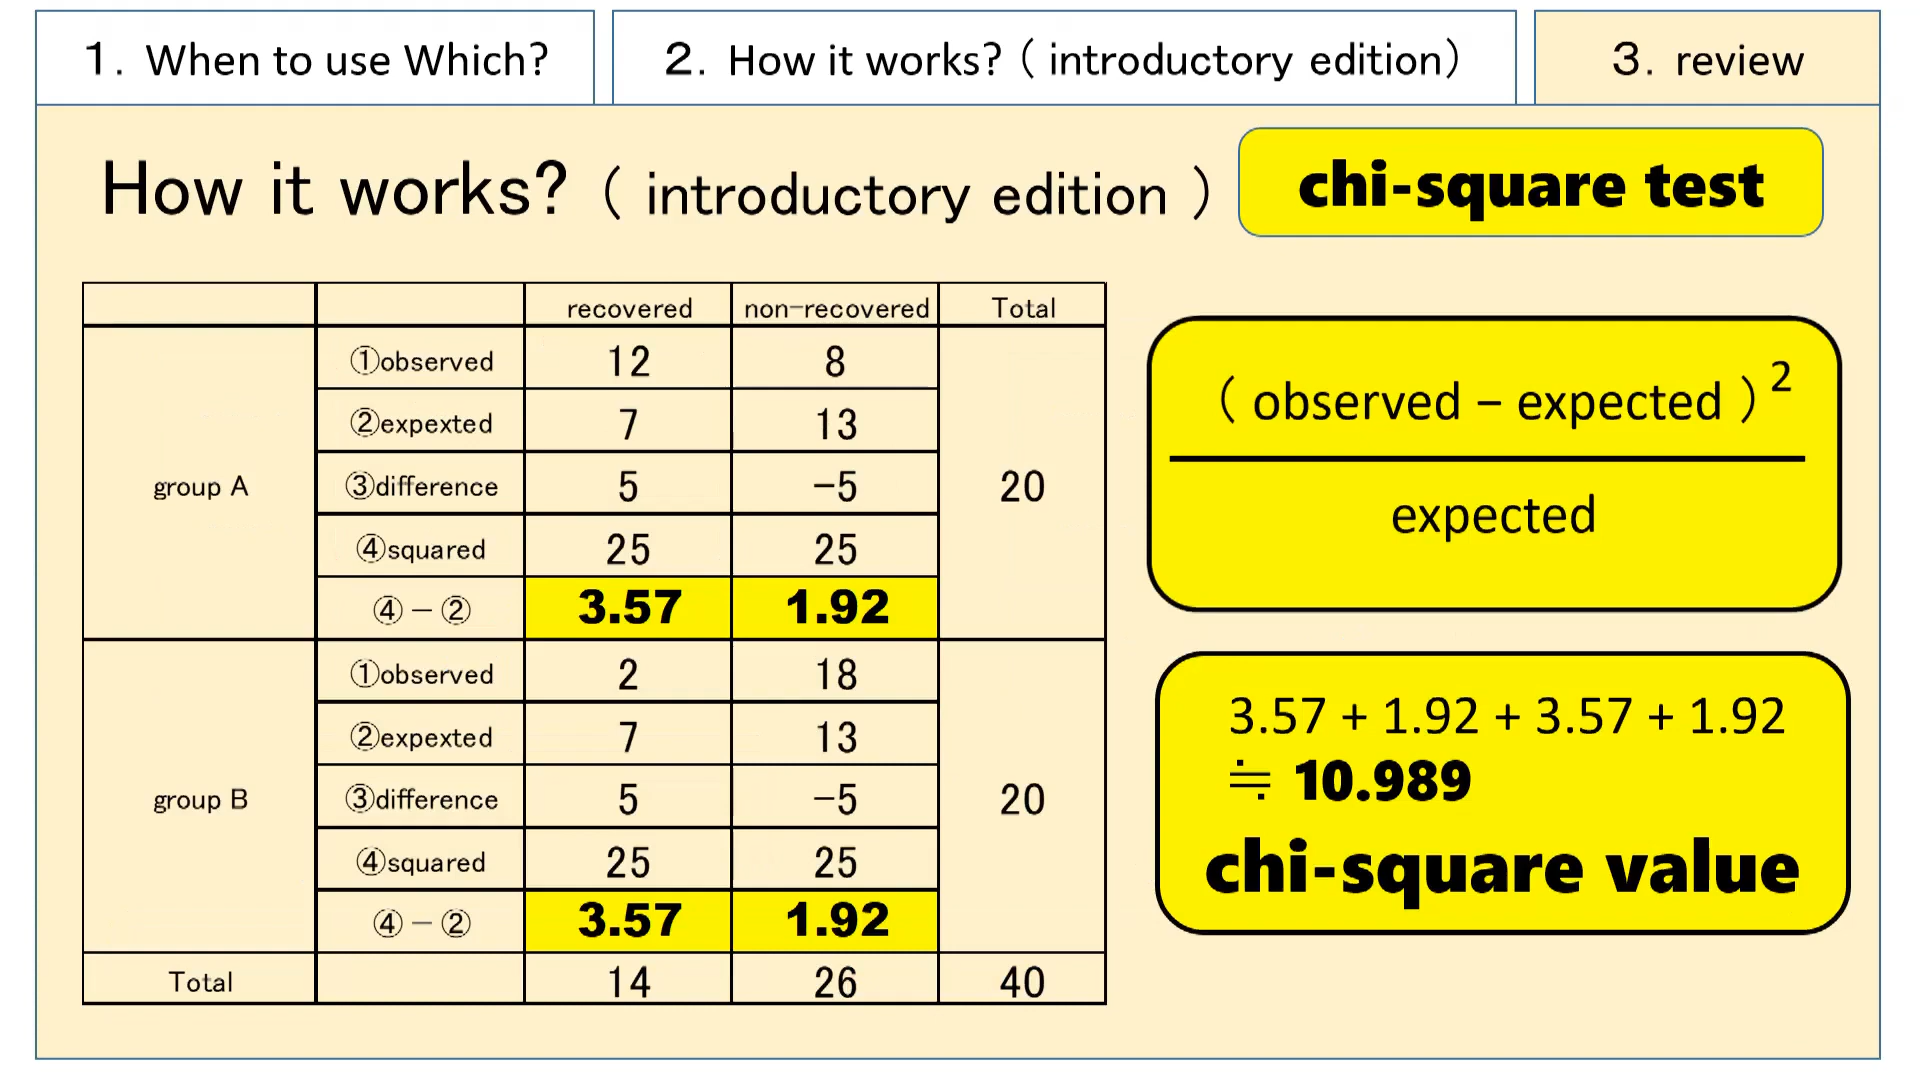 1. When to use Which?
2. How it works? ( introductory edition)
3. review
How it works? ( introductory edition )
chi-square test
recovered non-recovered Total
①observed 12 8
②expexted 7 13
group A ③difference 5 -5 20
④squared 25 25
④ - ② 3.57 1.92
①observed 2 18
②expexted 7 13
group B ③difference 5 -5 20
④squared 25 25
④ - ② 3.57 1.92
Total 14 26 40
( observed - expected )²
expected
3.57 + 1.92 + 3.57 + 1.92
≒ 10.989
chi-square value